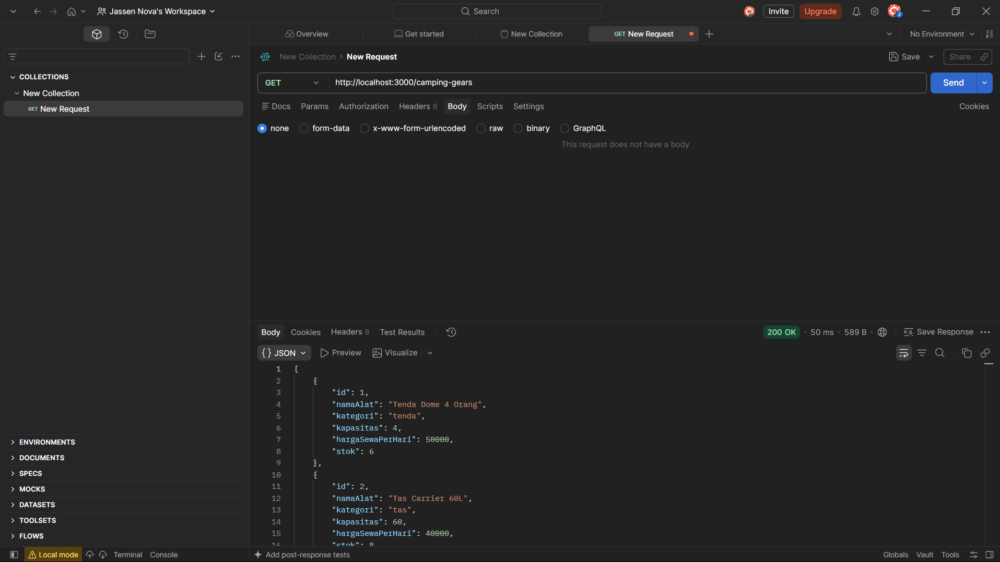 Jassen Nova's Workspace
Search
Invite
Upgrade
Overview
Get started
New Collection
GET New Request
No Environment
COLLECTIONS
New Collection
GET New Request
HTTP New Collection > New Request
Save
Share
GET
http://localhost:3000/camping-gears
Send
Docs
Params
Authorization
Headers 6
Body
Scripts
Settings
Cookies
none
form-data
x-www-form-urlencoded
raw
binary
GraphQL
This request does not have a body
Body
Cookies
Headers 8
Test Results
200 OK • 50 ms • 589 B •
e.g. Save Response
{} JSON
Preview
Visualize
1 [
2 {
3 "id": 1,
4 "namaAlat": "Tenda Dome 4 Orang",
5 "kategori": "tenda",
6 "kapasitas": 4,
7 "hargaSewaPerHari": 50000,
8 "stok": 6
9 },
10 {
11 "id": 2,
12 "namaAlat": "Tas Carrier 60L",
13 "kategori": "tas",
14 "kapasitas": 60,
15 "hargaSewaPerHari": 40000,
16 "stok": 8
ENVIRONMENTS
DOCUMENTS
SPECS
MOCKS
DATASETS
TOOLSETS
FLOWS
Local mode
Terminal
Console
Add post-response tests
Globals
Vault
Tools